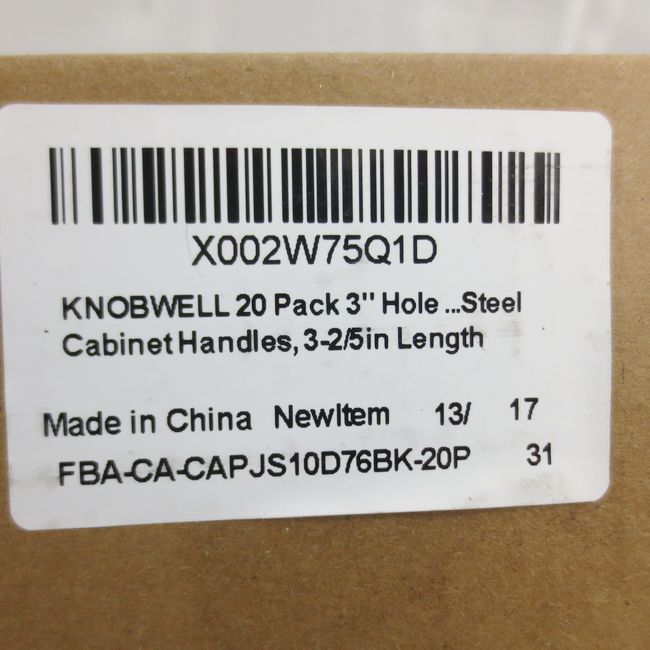 X002W75Q1D
KNOBWELL 20 Pack 3" Hole ...Steel
Cabinet Handles, 3-2/5in Length
Made in China NewItem 13/ 17
FBA-CA-CAPJS10D76BK-20P 31